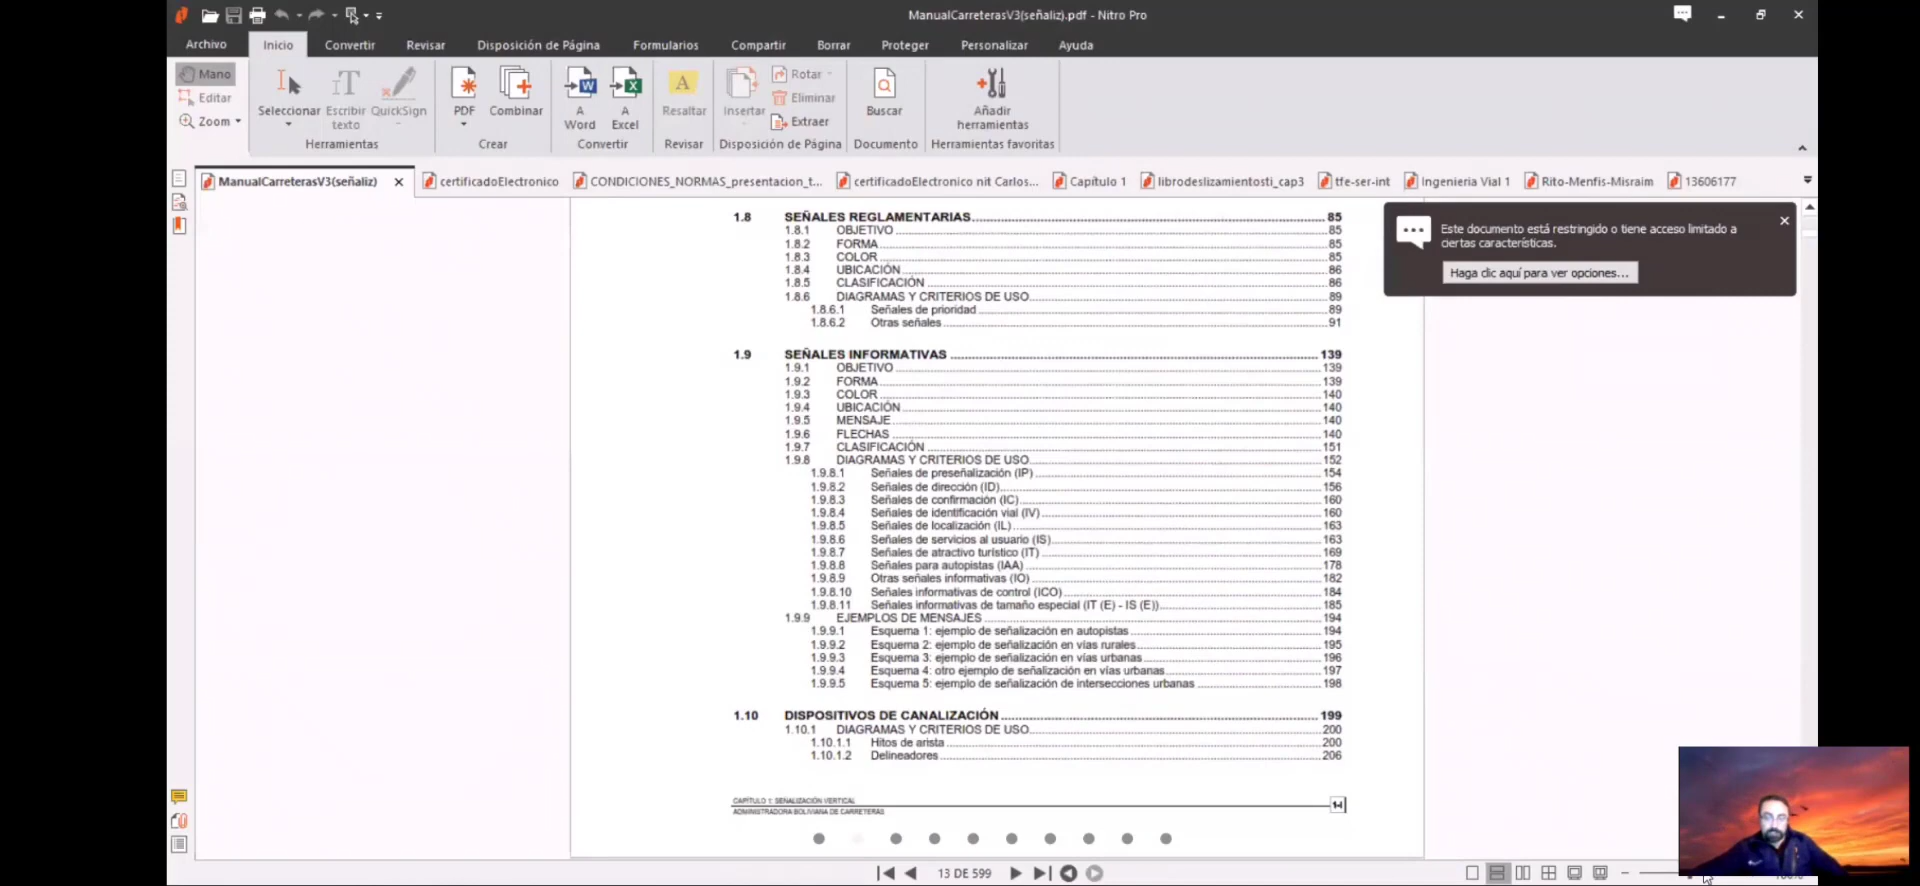 ManualCarreterasV3(señaliz).pdf - Nitro Pro
Archivo Inicio Convertir Revisar Disposición de Página Formularios Compartir Borrar Proteger Personalizar Ayuda
Mano
Editar
Zoom
Seleccionar
Escribir texto
QuickSign
Herramientas
PDF
Combinar
Crear
A Word
A Excel
Convertir
Resaltar
Revisar
Insertar
Rotar
Eliminar
Extraer
Disposición de Página
Buscar
Documento
Añadir herramientas
Herramientas favoritas
ManualCarreterasV3(señaliz) certificadoElectronico CONDICIONES_NORMAS_presentacion_t... certificadoElectronico nit Carlos... Capítulo 1 librodeslizamientosti_cap3 tfe-ser-int Ingenieria Vial 1 Rito-Menfis-Misraim 13606177
Este documento está restringido o tiene acceso limitado a
ciertas características.
Haga clic aquí para ver opciones...
1.8 SEÑALES REGLAMENTARIAS 85
1.8.1 OBJETIVO 85
1.8.2 FORMA 85
1.8.3 COLOR 85
1.8.4 UBICACIÓN 86
1.8.5 CLASIFICACIÓN 86
1.8.6 DIAGRAMAS Y CRITERIOS DE USO 89
1.8.6.1 Señales de prioridad 89
1.8.6.2 Otras señales 91
1.9 SEÑALES INFORMATIVAS 139
1.9.1 OBJETIVO 139
1.9.2 FORMA 139
1.9.3 COLOR 140
1.9.4 UBICACIÓN 140
1.9.5 MENSAJE 140
1.9.6 FLECHAS 140
1.9.7 CLASIFICACIÓN 151
1.9.8 DIAGRAMAS Y CRITERIOS DE USO 152
1.9.8.1 Señales de preseñalización (IP) 154
1.9.8.2 Señales de dirección (ID) 156
1.9.8.3 Señales de confirmación (IC) 160
1.9.8.4 Señales de identificación vial (IV) 160
1.9.8.5 Señales de localización (IL) 163
1.9.8.6 Señales de servicios al usuario (IS) 163
1.9.8.7 Señales de atractivo turístico (IT) 169
1.9.8.8 Señales para autopistas (IAA) 178
1.9.8.9 Otras señales informativas (IO) 182
1.9.8.10 Señales informativas de control (ICO) 184
1.9.8.11 Señales informativas de tamaño especial (IT (E) - IS (E)) 185
1.9.9 EJEMPLOS DE MENSAJES 194
1.9.9.1 Esquema 1: ejemplo de señalización en autopistas 194
1.9.9.2 Esquema 2: ejemplo de señalización en vías rurales 195
1.9.9.3 Esquema 3: ejemplo de señalización en vías urbanas 196
1.9.9.4 Esquema 4: otro ejemplo de señalización en vías urbanas 197
1.9.9.5 Esquema 5: ejemplo de señalización de intersecciones urbanas 198
1.10 DISPOSITIVOS DE CANALIZACIÓN 199
1.10.1 DIAGRAMAS Y CRITERIOS DE USO 200
1.10.1.1 Hitos de arista 200
1.10.1.2 Delineadores 206
CAPÍTULO 1: SEÑALIZACIÓN VERTICAL
ADMINISTRADORA BOLIVIANA DE CARRETERAS
13 DE 599